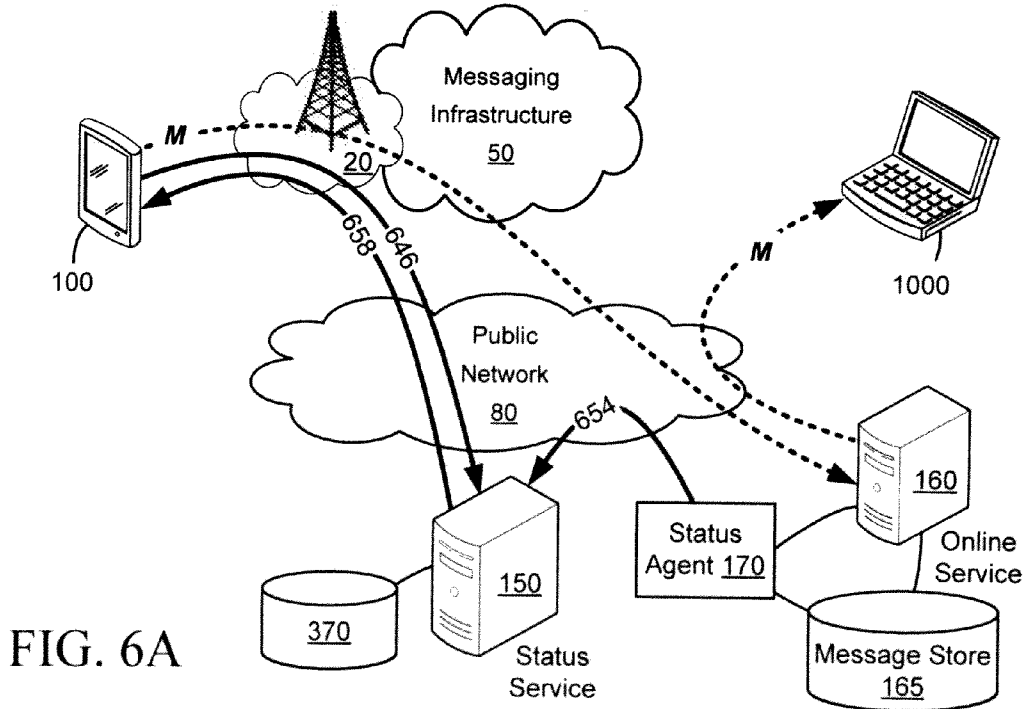 Messaging
Infrastructure
50
M
20
100
646
658
M
1000
Public
Network
80
654
160
Online
Service
Status
Agent 170
150
370
Status
Service
Message Store
165
FIG. 6A